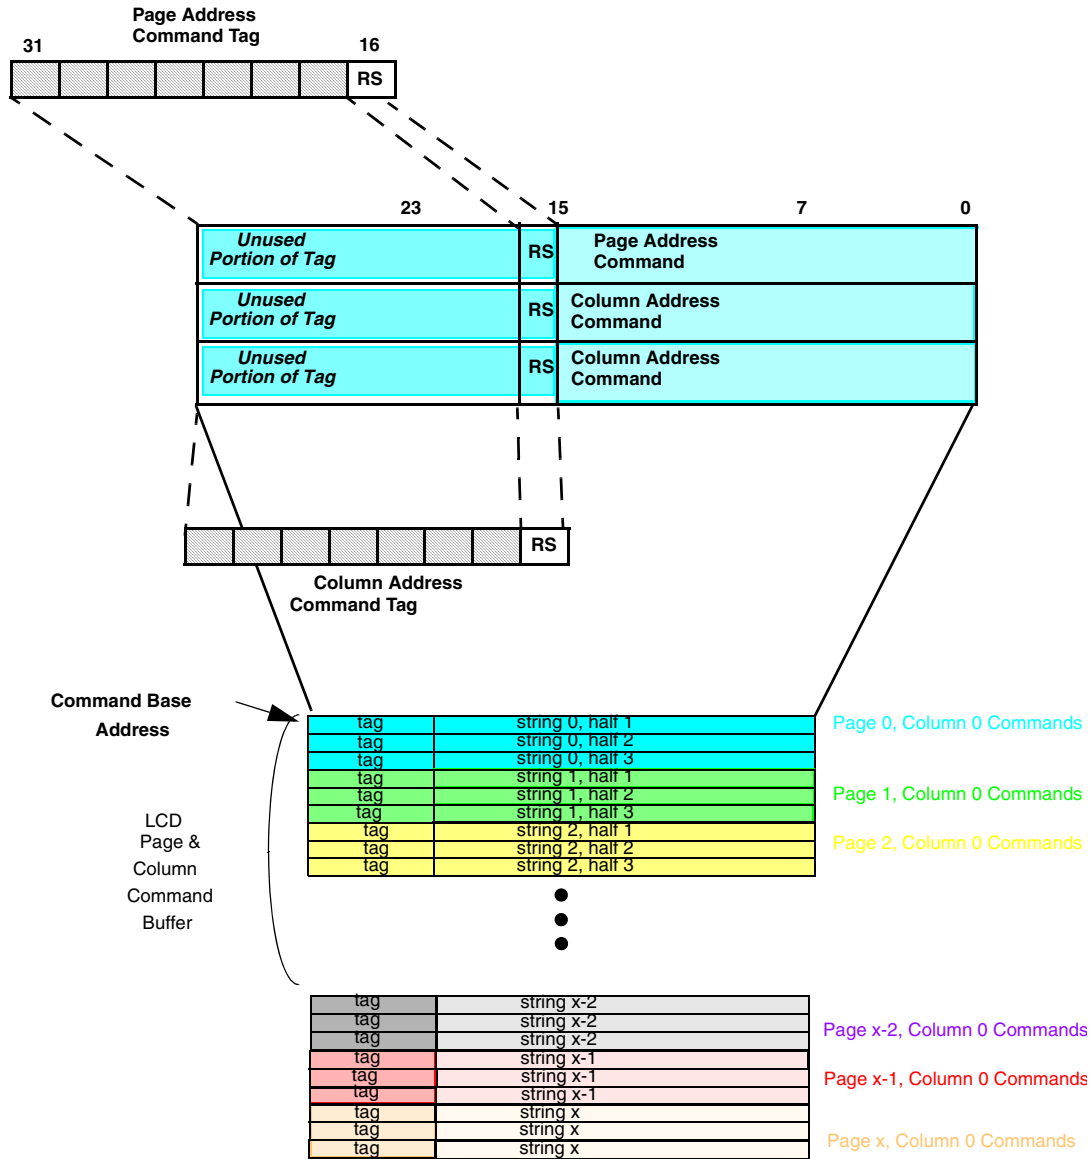 Page Address
Command Tag
31
16
RS
23
15
7
0
Unused
Portion of Tag
RS
Page Address
Command
Unused
Portion of Tag
RS
Column Address
Command
Unused
Portion of Tag
RS
Column Address
Command
RS
Column Address
Command Tag
Command Base
Address
tag string 0, half 1
tag string 0, half 2
tag string 0, half 3
Page 0, Column 0 Commands
tag string 1, half 1
tag string 1, half 2
tag string 1, half 3
Page 1, Column 0 Commands
tag string 2, half 1
tag string 2, half 2
tag string 2, half 3
Page 2, Column 0 Commands
LCD
Page &
Column
Command
Buffer
tag string x-2
tag string x-2
tag string x-2
Page x-2, Column 0 Commands
tag string x-1
tag string x-1
tag string x-1
Page x-1, Column 0 Commands
tag string x
tag string x
tag string x
Page x, Column 0 Commands